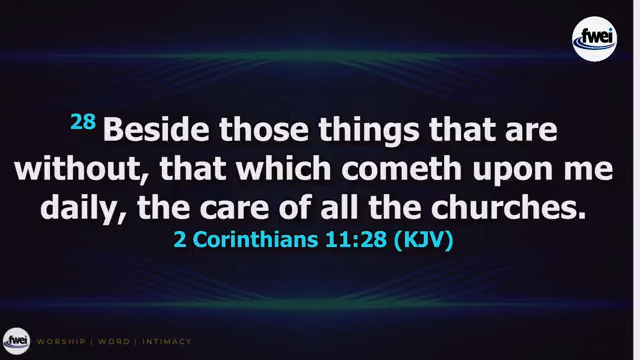 fwei
28 Beside those things that are
without, that which cometh upon me
daily, the care of all the churches.
2 Corinthians 11:28 (KJV)
fwei WORSHIP | WORD | INTIMACY